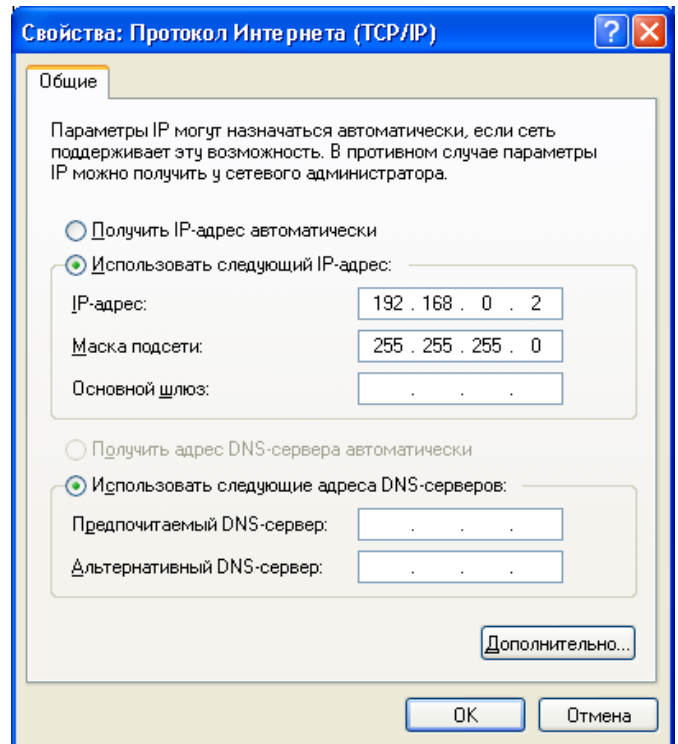 Свойства: Протокол Интернета (TCP/IP)
Общие
Параметры IP могут назначаться автоматически, если сеть
поддерживает эту возможность. В противном случае параметры
IP можно получить у сетевого администратора.
Получить IP-адрес автоматически
Использовать следующий IP-адрес:
IP-адрес: 192 . 168 . 0 . 2
Маска подсети: 255 . 255 . 255 . 0
Основной шлюз: . . .
Получить адрес DNS-сервера автоматически
Использовать следующие адреса DNS-серверов:
Предпочитаемый DNS-сервер: . . .
Альтернативный DNS-сервер: . . .
Дополнительно...
OK Отмена